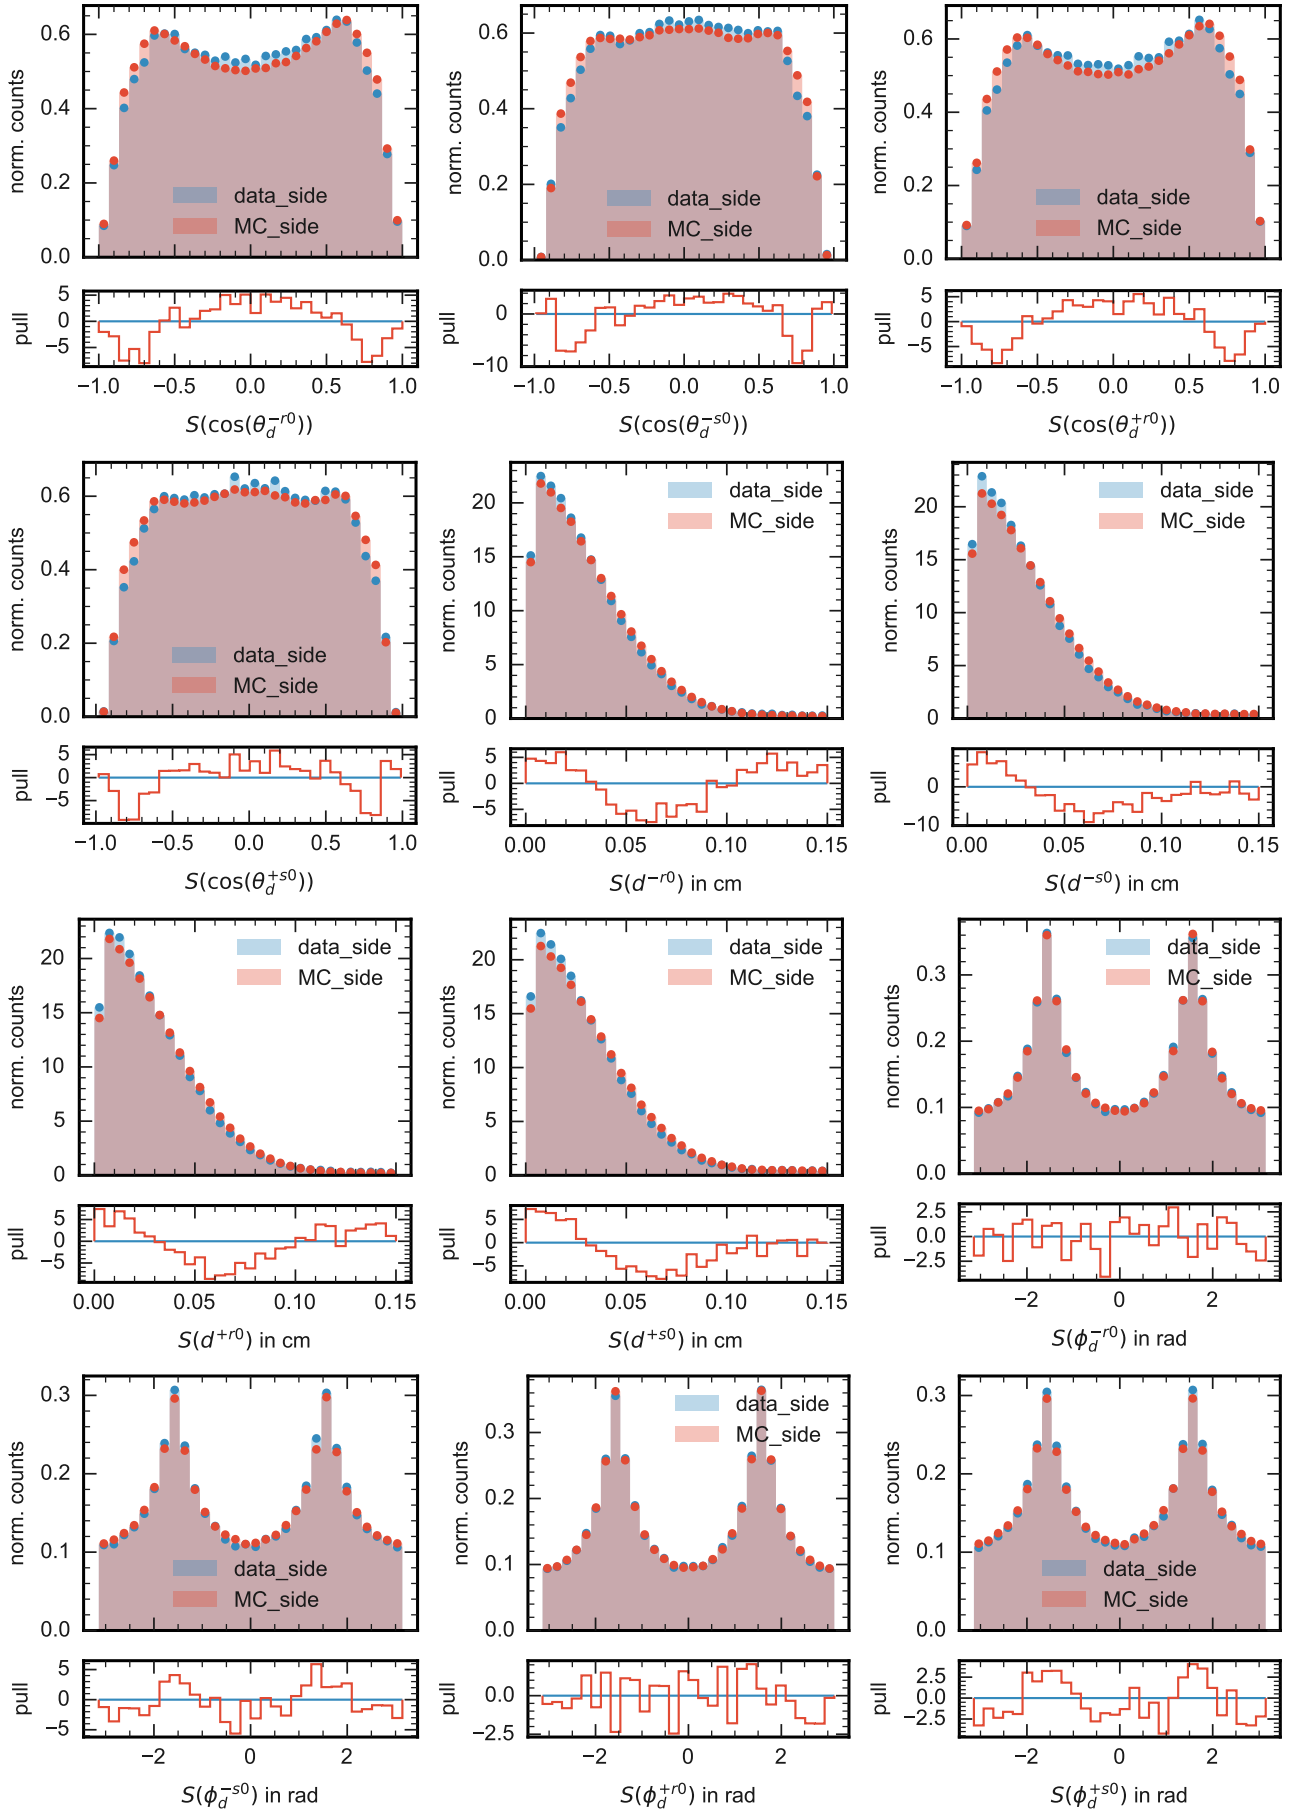 norm. counts
0.6
0.4
0.2
0.0
data_side
MC_side
pull
5
0
−5
−1.0 −0.5 0.0 0.5 1.0
S(cos(θ_d^{−r0}))
norm. counts
0.6
0.4
0.2
0.0
data_side
MC_side
pull
0
−10
−1.0 −0.5 0.0 0.5 1.0
S(cos(θ_d^{−s0}))
norm. counts
0.6
0.4
0.2
0.0
data_side
MC_side
pull
5
0
−5
−1.0 −0.5 0.0 0.5 1.0
S(cos(θ_d^{+r0}))
norm. counts
0.6
0.4
0.2
0.0
data_side
MC_side
pull
5
0
−5
−1.0 −0.5 0.0 0.5 1.0
S(cos(θ_d^{+s0}))
norm. counts
20
15
10
5
0
data_side
MC_side
pull
5
0
−5
0.00 0.05 0.10 0.15
S(d^{−r0}) in cm
norm. counts
20
15
10
5
0
data_side
MC_side
pull
0
−10
0.00 0.05 0.10 0.15
S(d^{−s0}) in cm
norm. counts
20
15
10
5
0
data_side
MC_side
pull
5
0
−5
0.00 0.05 0.10 0.15
S(d^{+r0}) in cm
norm. counts
20
15
10
5
0
data_side
MC_side
pull
5
0
−5
0.00 0.05 0.10 0.15
S(d^{+s0}) in cm
norm. counts
0.3
0.2
0.1
0.0
data_side
MC_side
pull
2.5
0.0
−2.5
−2 0 2
S(ϕ_d^{−r0}) in rad
norm. counts
0.3
0.2
0.1
0.0
data_side
MC_side
pull
5
0
−5
−2 0 2
S(ϕ_d^{−s0}) in rad
norm. counts
0.3
0.2
0.1
0.0
data_side
MC_side
pull
0.0
−2.5
−2 0 2
S(ϕ_d^{+r0}) in rad
norm. counts
0.3
0.2
0.1
0.0
data_side
MC_side
pull
2.5
0.0
−2.5
−2 0 2
S(ϕ_d^{+s0}) in rad